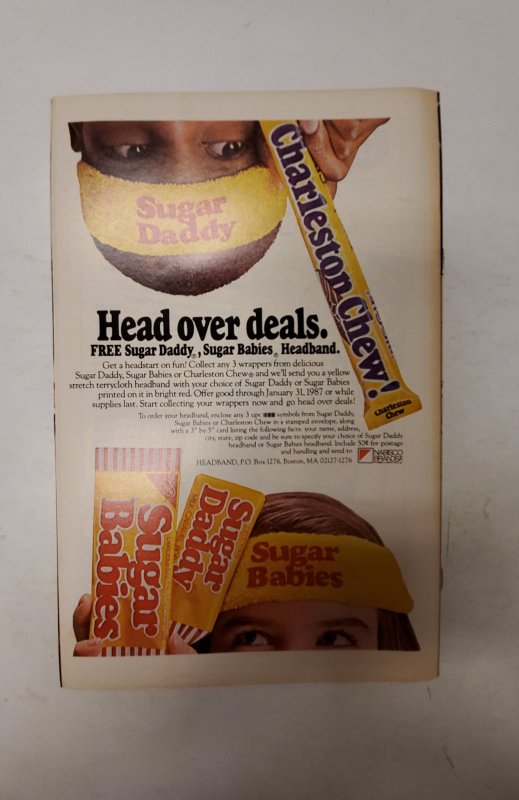 Sugar
Daddy
Charleston Chew!
Charleston
Chew
Head over deals.
FREE Sugar Daddy®, Sugar Babies® Headband.
Get a headstart on fun! Collect any 3 wrappers from delicious
Sugar Daddy, Sugar Babies or Charleston Chew® and we'll send you a yellow
stretch terrycloth headband with your choice of Sugar Daddy or Sugar Babies
printed on it in bright red. Offer good through January 31, 1987 or while
supplies last. Start collecting your wrappers now and go head over deals!
To order your headband, enclose any 3 upc symbols from Sugar Daddy,
Sugar Babies or Charleston Chew in a stamped envelope, along
with a 3" by 5" card listing the following facts: your name, address,
city, state, zip code and be sure to specify your choice of Sugar Daddy
headband or Sugar Babies headband. Include 50¢ for postage
and handling and send to
HEADBAND, P.O. Box 1276, Boston, MA 02127-1276
NABISCO
BRANDS
Sugar
Babies
Sugar
Daddy
Sugar
Babies